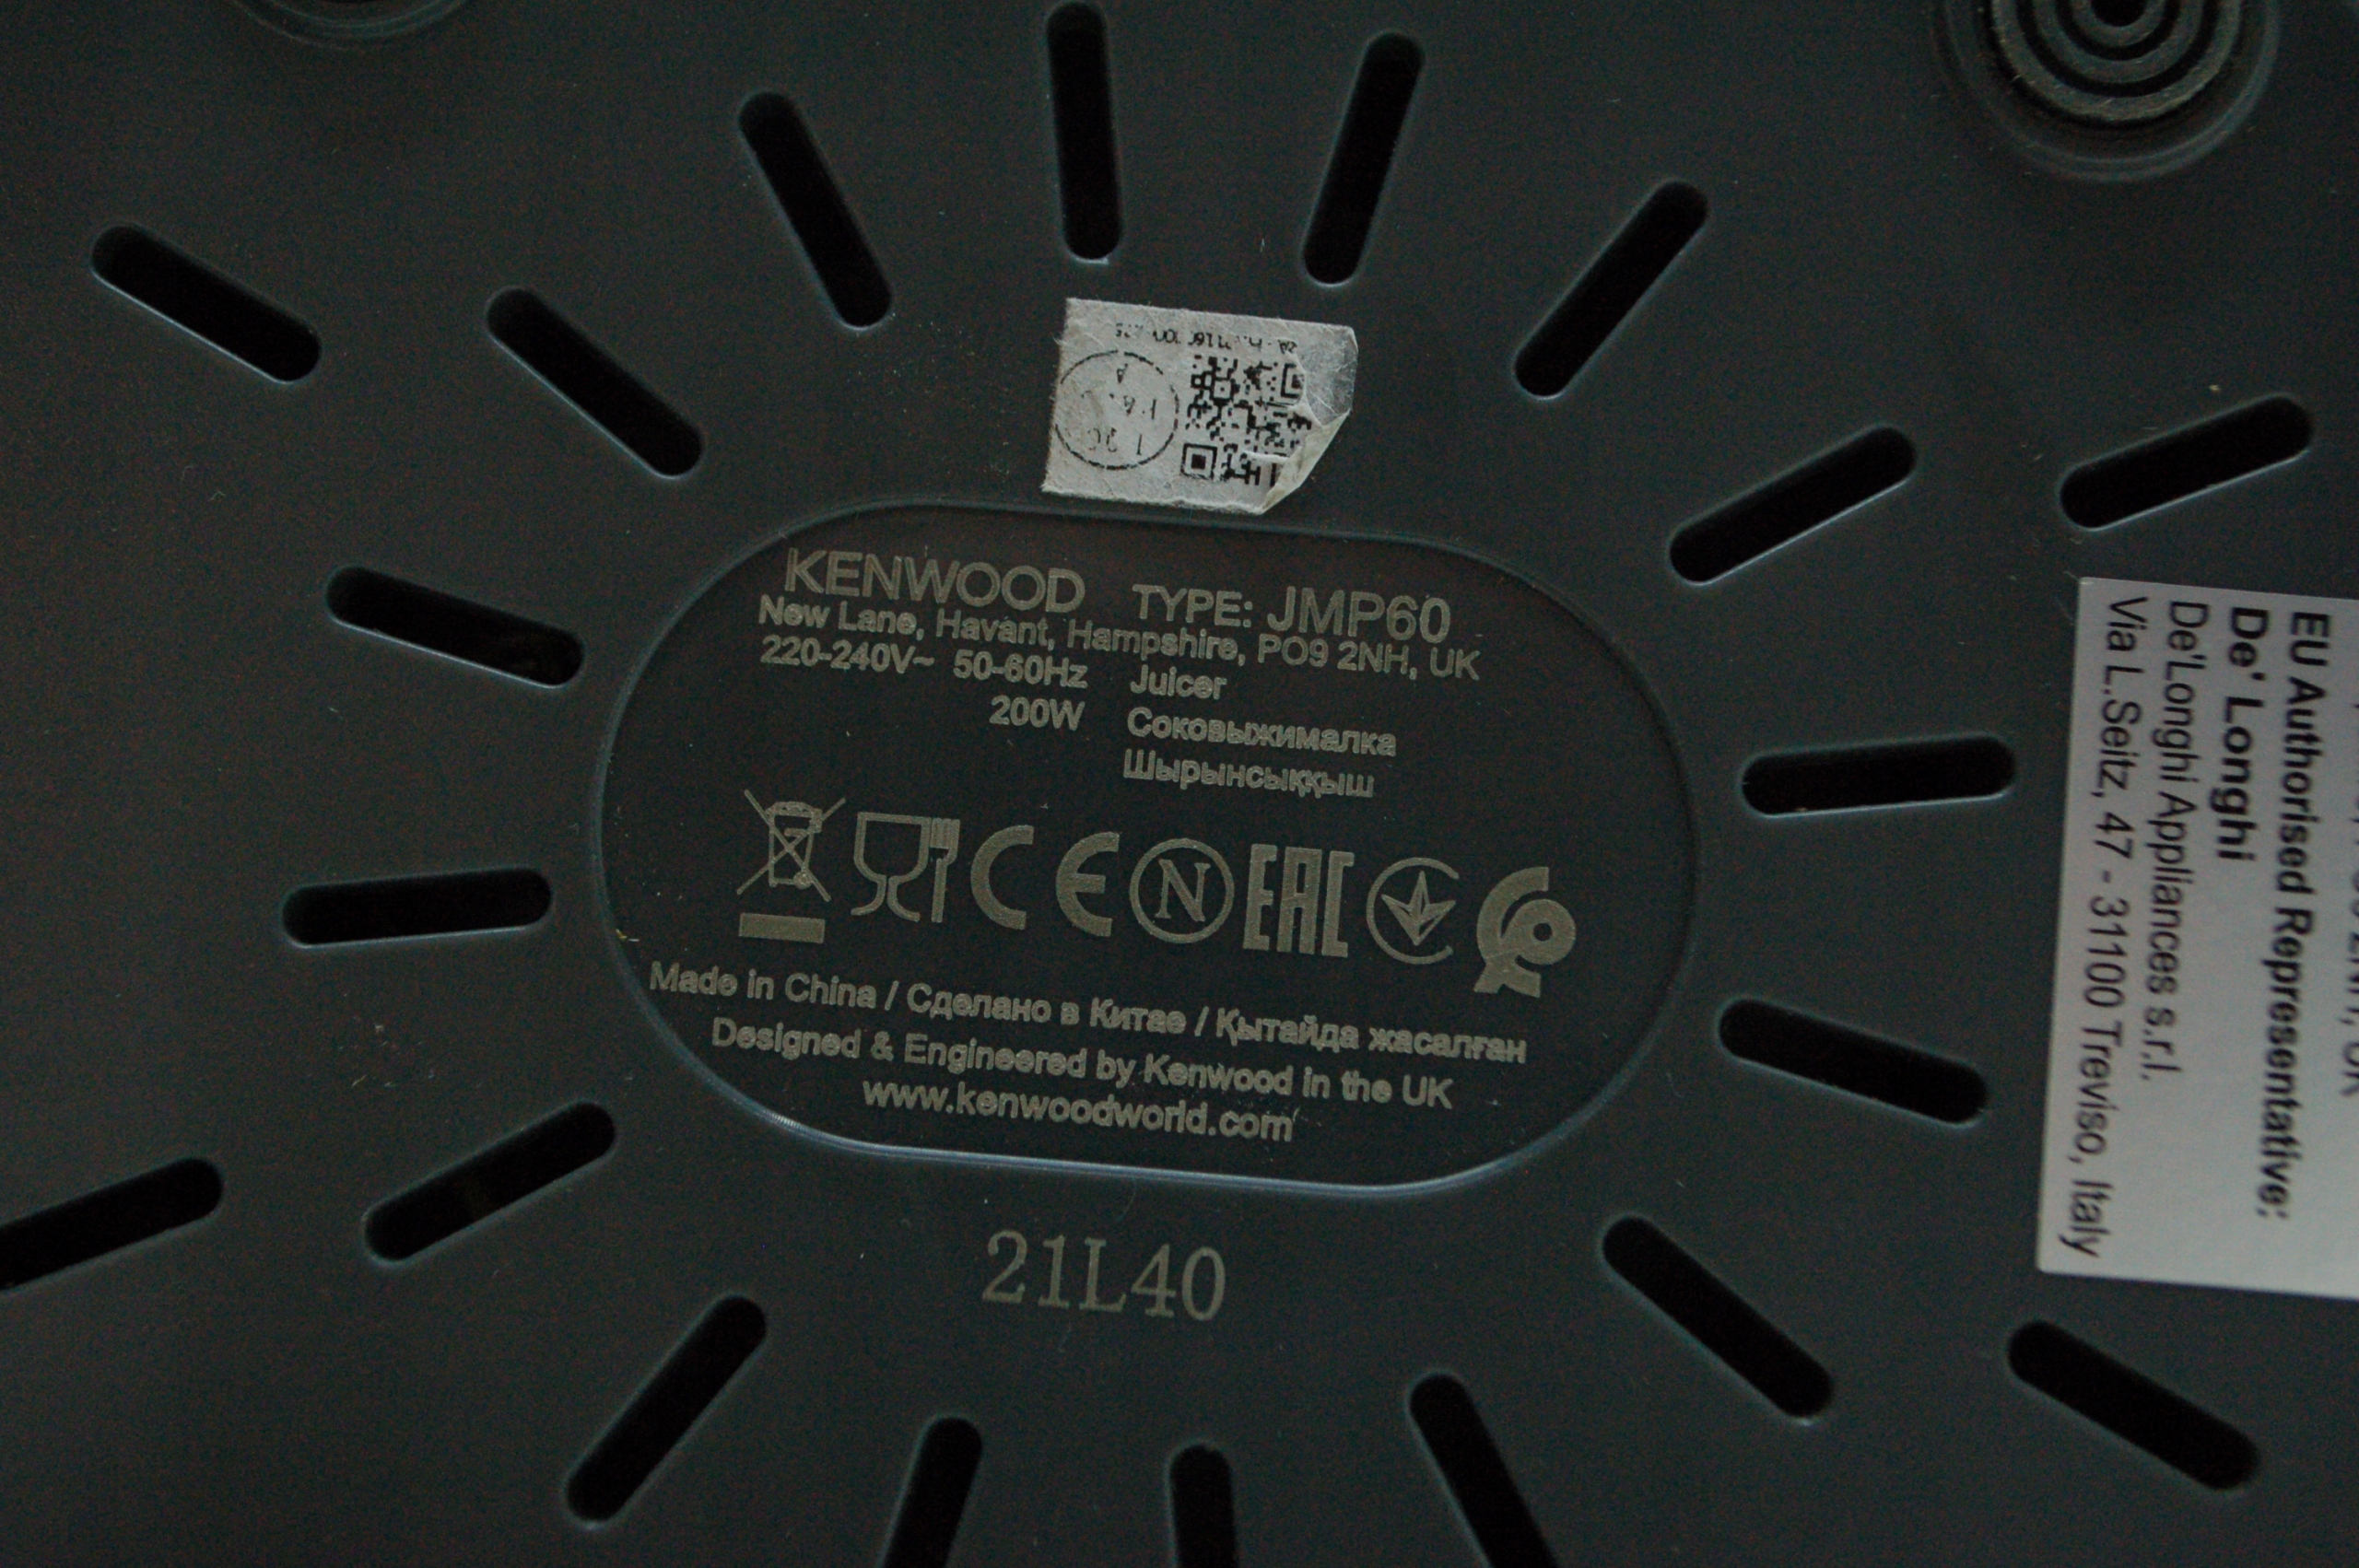 KENWOOD TYPE: JMP60
New Lane, Havant, Hampshire, PO9 2NH, UK
220-240V~ 50-60Hz Juicer
200W Соковыжималка
Шырынсыққыш
CE
N
EAC
Made in China / Сделано в Китае / Қытайда жасалған
Designed & Engineered by Kenwood in the UK
www.kenwoodworld.com
21L40
EU Authorised Representative;
De' Longhi
De'Longhi Appliances s.r.l.
Via L.Seitz, 47 - 31100 Treviso, Italy